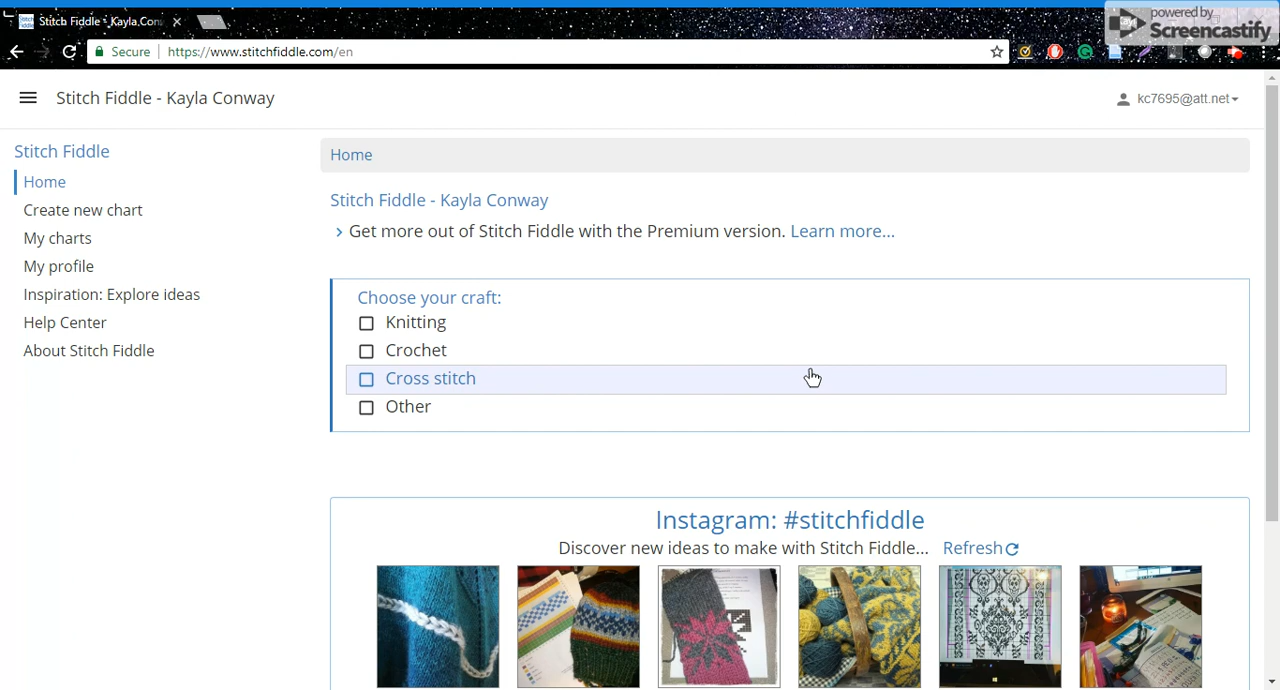 Stitch Fiddle - Kayla.Con
powered by
Screencastify
Secure
https://www.stitchfiddle.com/en
Stitch Fiddle - Kayla Conway
kc7695@att.net
Stitch Fiddle
Home
Create new chart
My charts
My profile
Inspiration: Explore ideas
Help Center
About Stitch Fiddle
Home
Stitch Fiddle - Kayla Conway
Get more out of Stitch Fiddle with the Premium version. Learn more...
Choose your craft:
Knitting
Crochet
Cross stitch
Other
Instagram: #stitchfiddle
Discover new ideas to make with Stitch Fiddle... Refresh